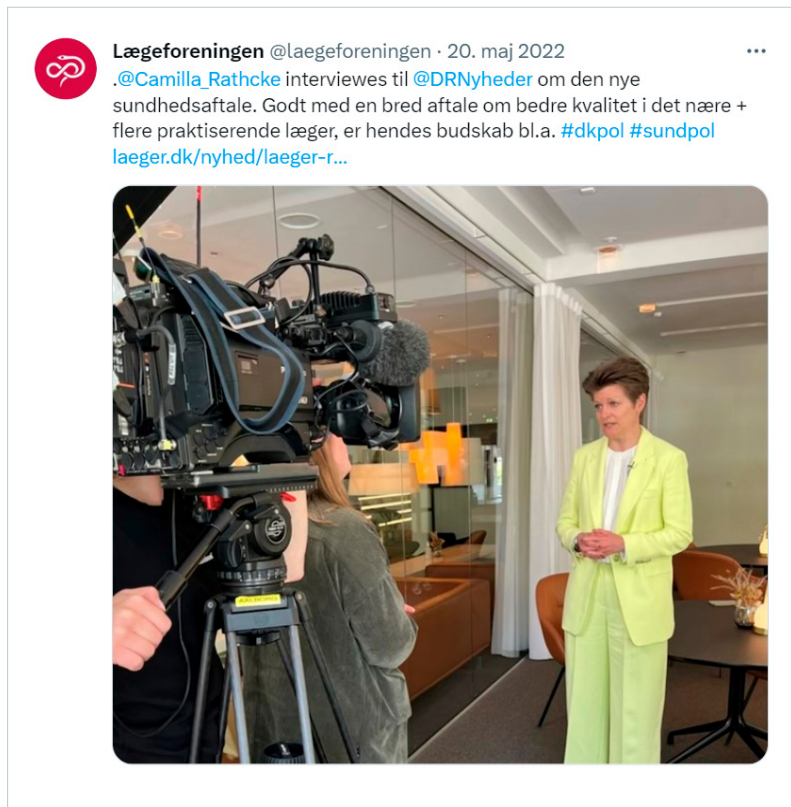 Lægeforeningen @laegeforeningen · 20. maj 2022
.@Camilla_Rathcke interviewes til @DRNyheder om den nye
sundhedsaftale. Godt med en bred aftale om bedre kvalitet i det nære +
flere praktiserende læger, er hendes budskab bl.a. #dkpol #sundpol
laeger.dk/nyhed/laeger-r...